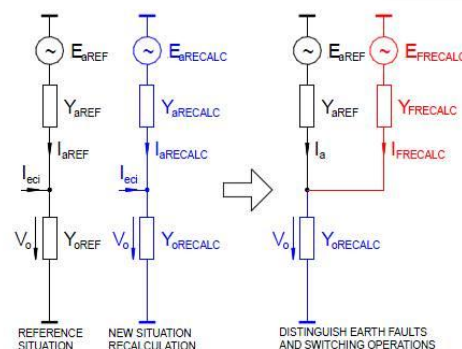 E_aREF
E_aRECALC
E_aREF
E_FRECALC
Y_aREF
Y_aRECALC
Y_aREF
Y_FRECALC
I_aREF
I_aRECALC
I_a
I_FRECALC
I_eci
I_eci
V_o
Y_oREF
V_o
Y_oRECALC
V_o
Y_oRECALC
REFERENCE
SITUATION
NEW SITUATION
RECALCULATION
DISTINGUISH EARTH FAULTS
AND SWITCHING OPERATIONS